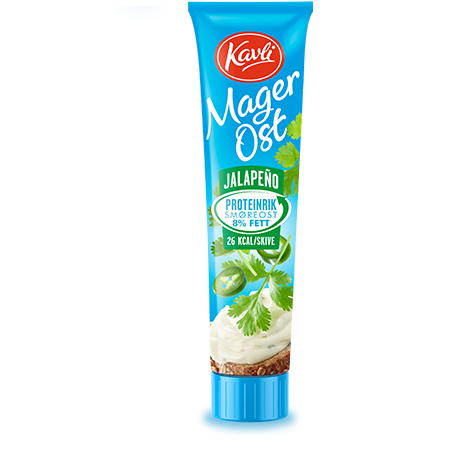 Kavli
Mager
Ost
JALAPEÑO
PROTEINRIK
SMØREOST
8% FETT
26 KCAL/SKIVE